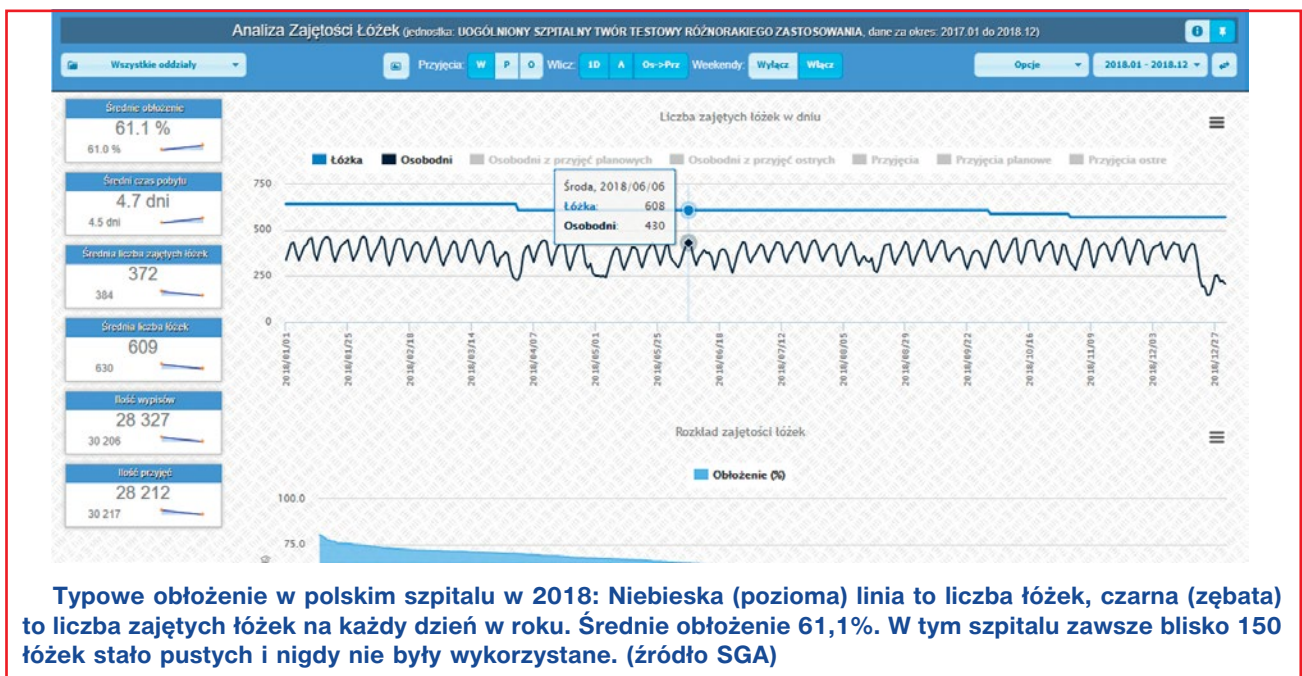 Analiza Zajętości Łóżek (jednostka: UOGÓLNIONY SZPITALNY TWÓR TESTOWY RÓŻNORAKIEGO ZASTOSOWANIA, dane za okres: 2017.01 do 2018.12)
Wszystkie oddziały Przyjęcia: W P O Wlicz: 1D A Os->Prz Weekendy: Wyłącz Włącz Opcje 2018.01 - 2018.12
Średnie obłożenie
61.1 %
61.0 %
Średni czas pobytu
4.7 dni
4.5 dni
Średnia liczba zajętych łóżek
372
384
Średnia liczba łóżek
609
630
Ilość wypisów
28 327
30 206
Ilość przyjęć
28 212
30 217
Liczba zajętych łóżek w dniu
Łóżka Osobodni Osobodni z przyjęć planowych Osobodni z przyjęć ostrych Przyjęcia Przyjęcia planowe Przyjęcia ostre
750
500
250
0
Środa, 2018/06/06
Łóżka: 608
Osobodni: 430
2018/01/01
2018/01/25
2018/02/18
2018/03/14
2018/04/07
2018/05/01
2018/05/25
2018/06/18
2018/07/12
2018/08/05
2018/08/29
2018/09/22
2018/10/16
2018/11/09
2018/12/03
2018/12/27
Rozkład zajętości łóżek
Obłożenie (%)
100.0
75.0
Typowe obłożenie w polskim szpitalu w 2018: Niebieska (pozioma) linia to liczba łóżek, czarna (zębata)
to liczba zajętych łóżek na każdy dzień w roku. Średnie obłożenie 61,1%. W tym szpitalu zawsze blisko 150
łóżek stało pustych i nigdy nie były wykorzystane. (źródło SGA)